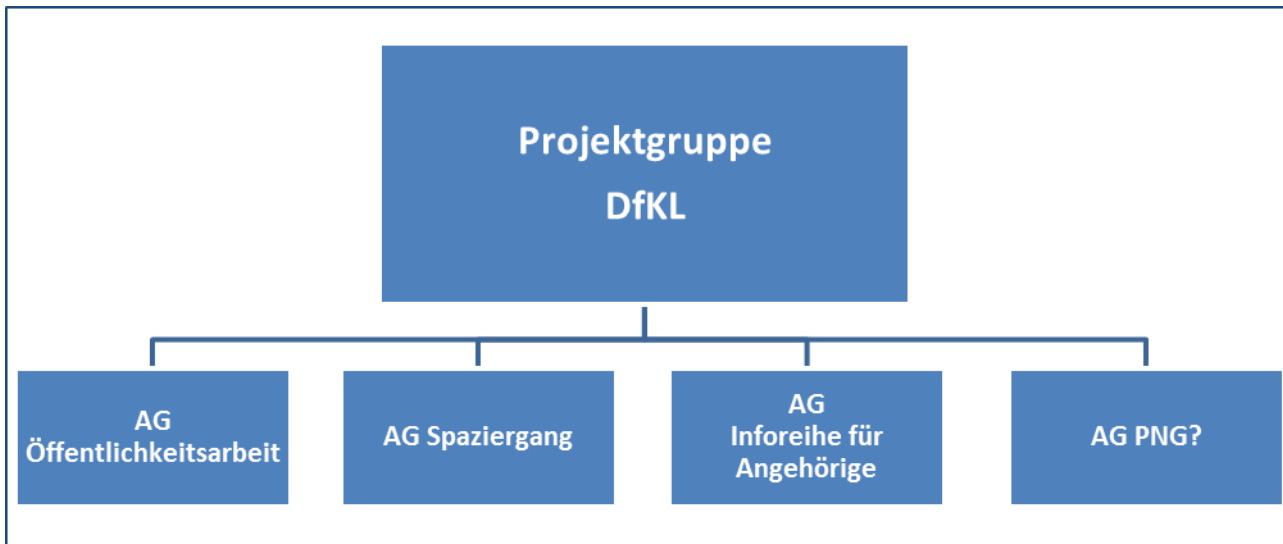 Projektgruppe
DfKL
AG
Öffentlichkeitsarbeit
AG Spaziergang
AG
Inforeihe für
Angehörige
AG PNG?